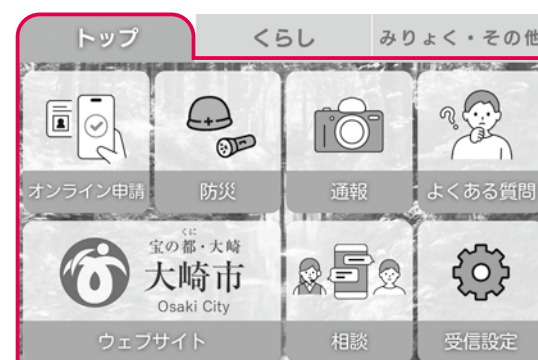 トップ
くらし
みりょく・その他
オンライン申請
防災
通報
よくある質問
くに
宝の都・大崎
大崎市
Osaki City
ウェブサイト
相談
受信設定